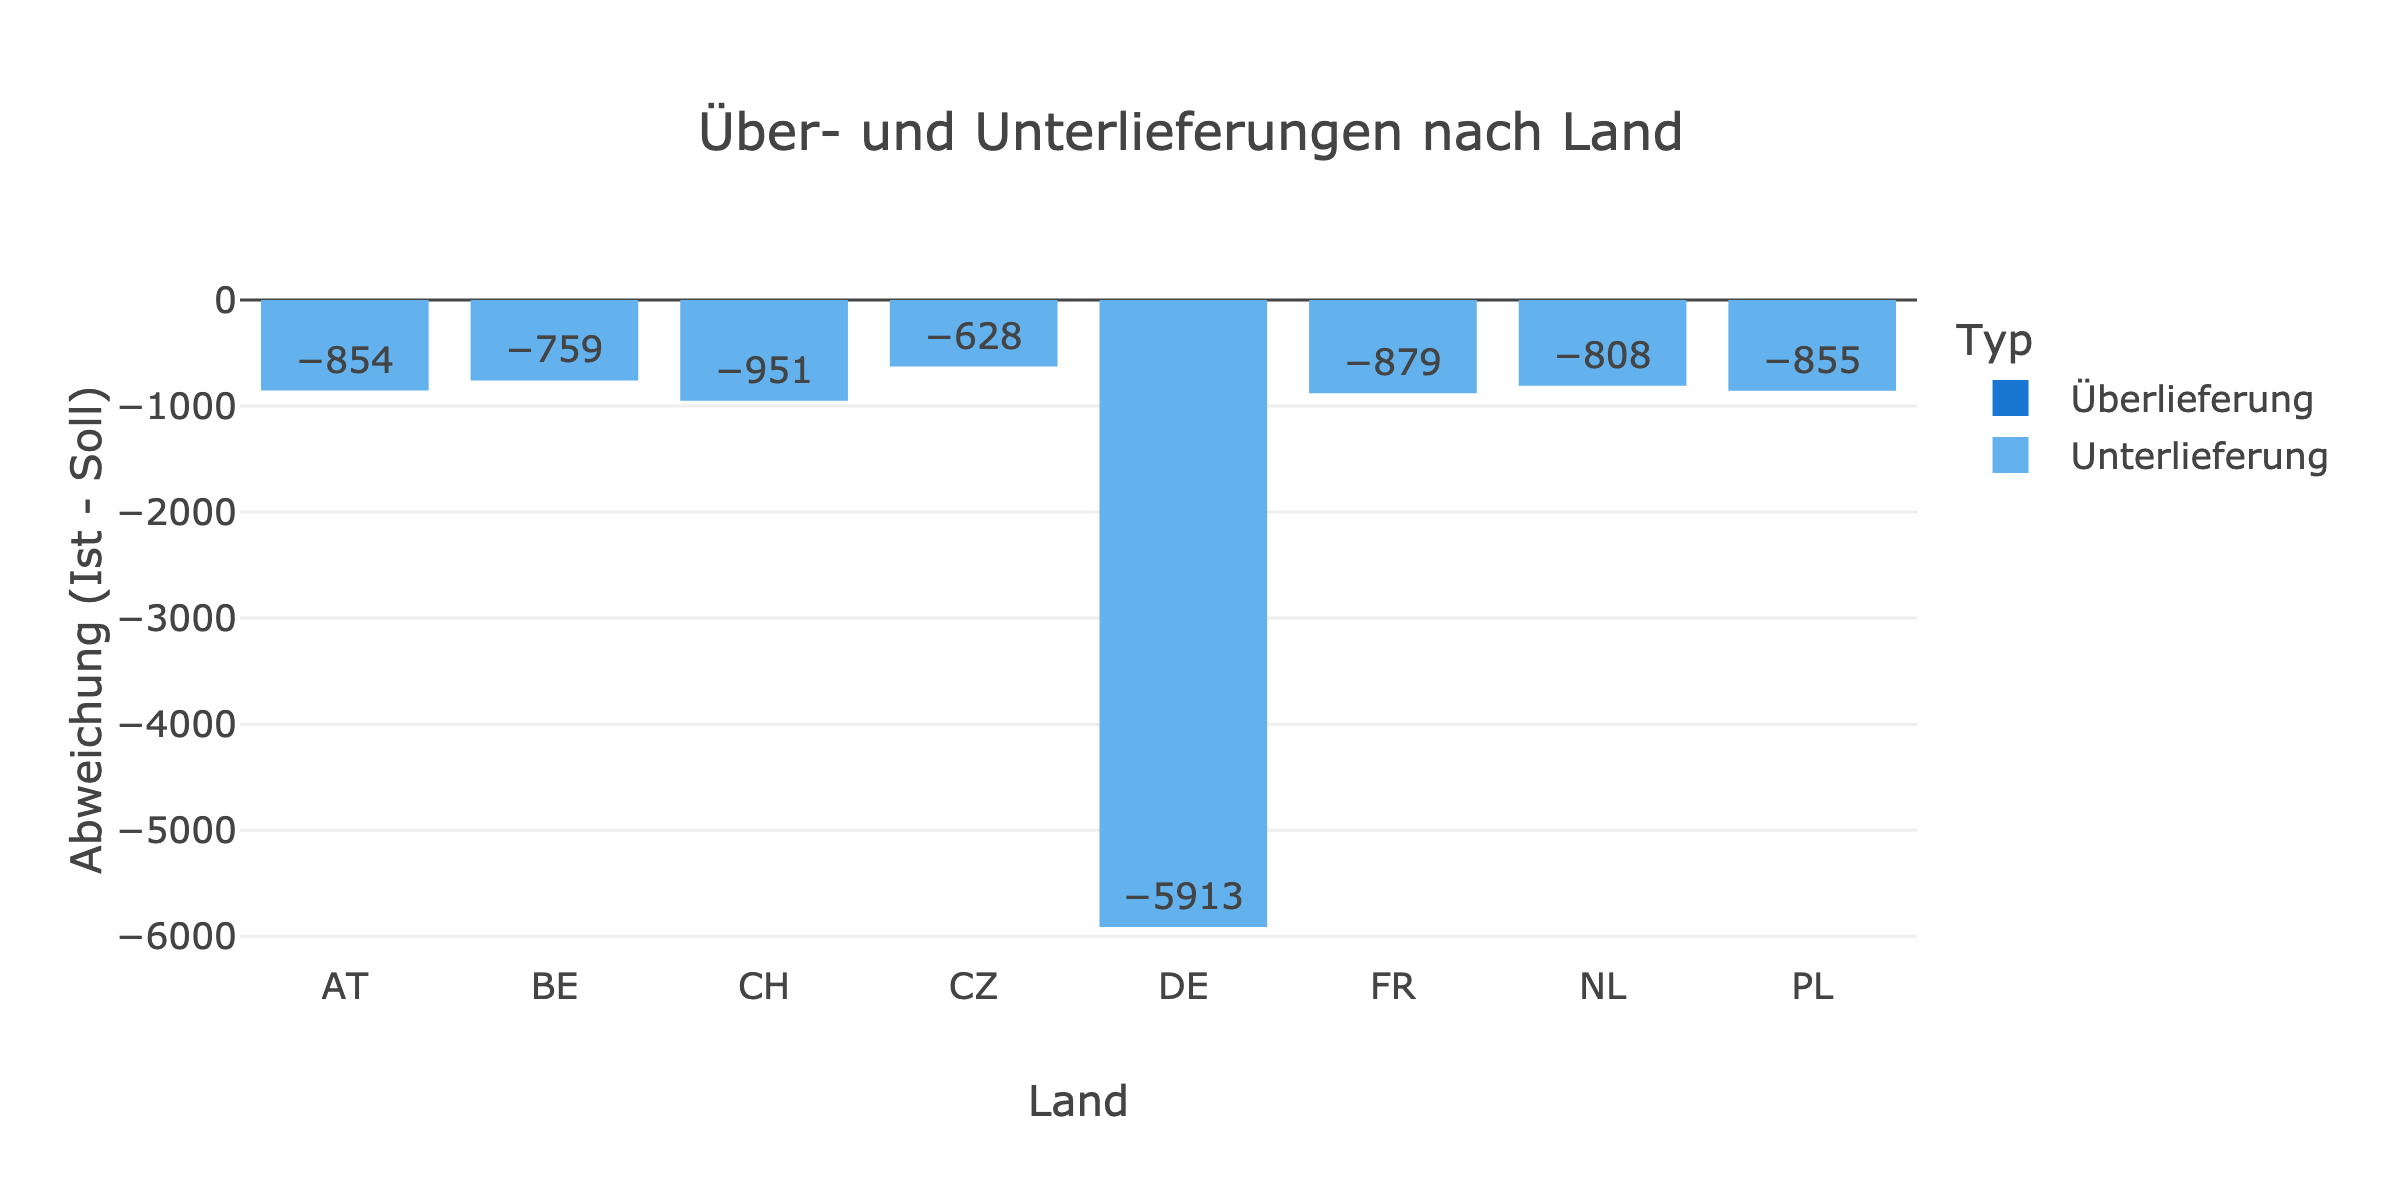 Über- und Unterlieferungen nach Land
Abweichung (Ist - Soll)
0
−1000
−2000
−3000
−4000
−5000
−6000
−854
−759
−951
−628
−5913
−879
−808
−855
AT
BE
CH
CZ
DE
FR
NL
PL
Land
Typ
Überlieferung
Unterlieferung